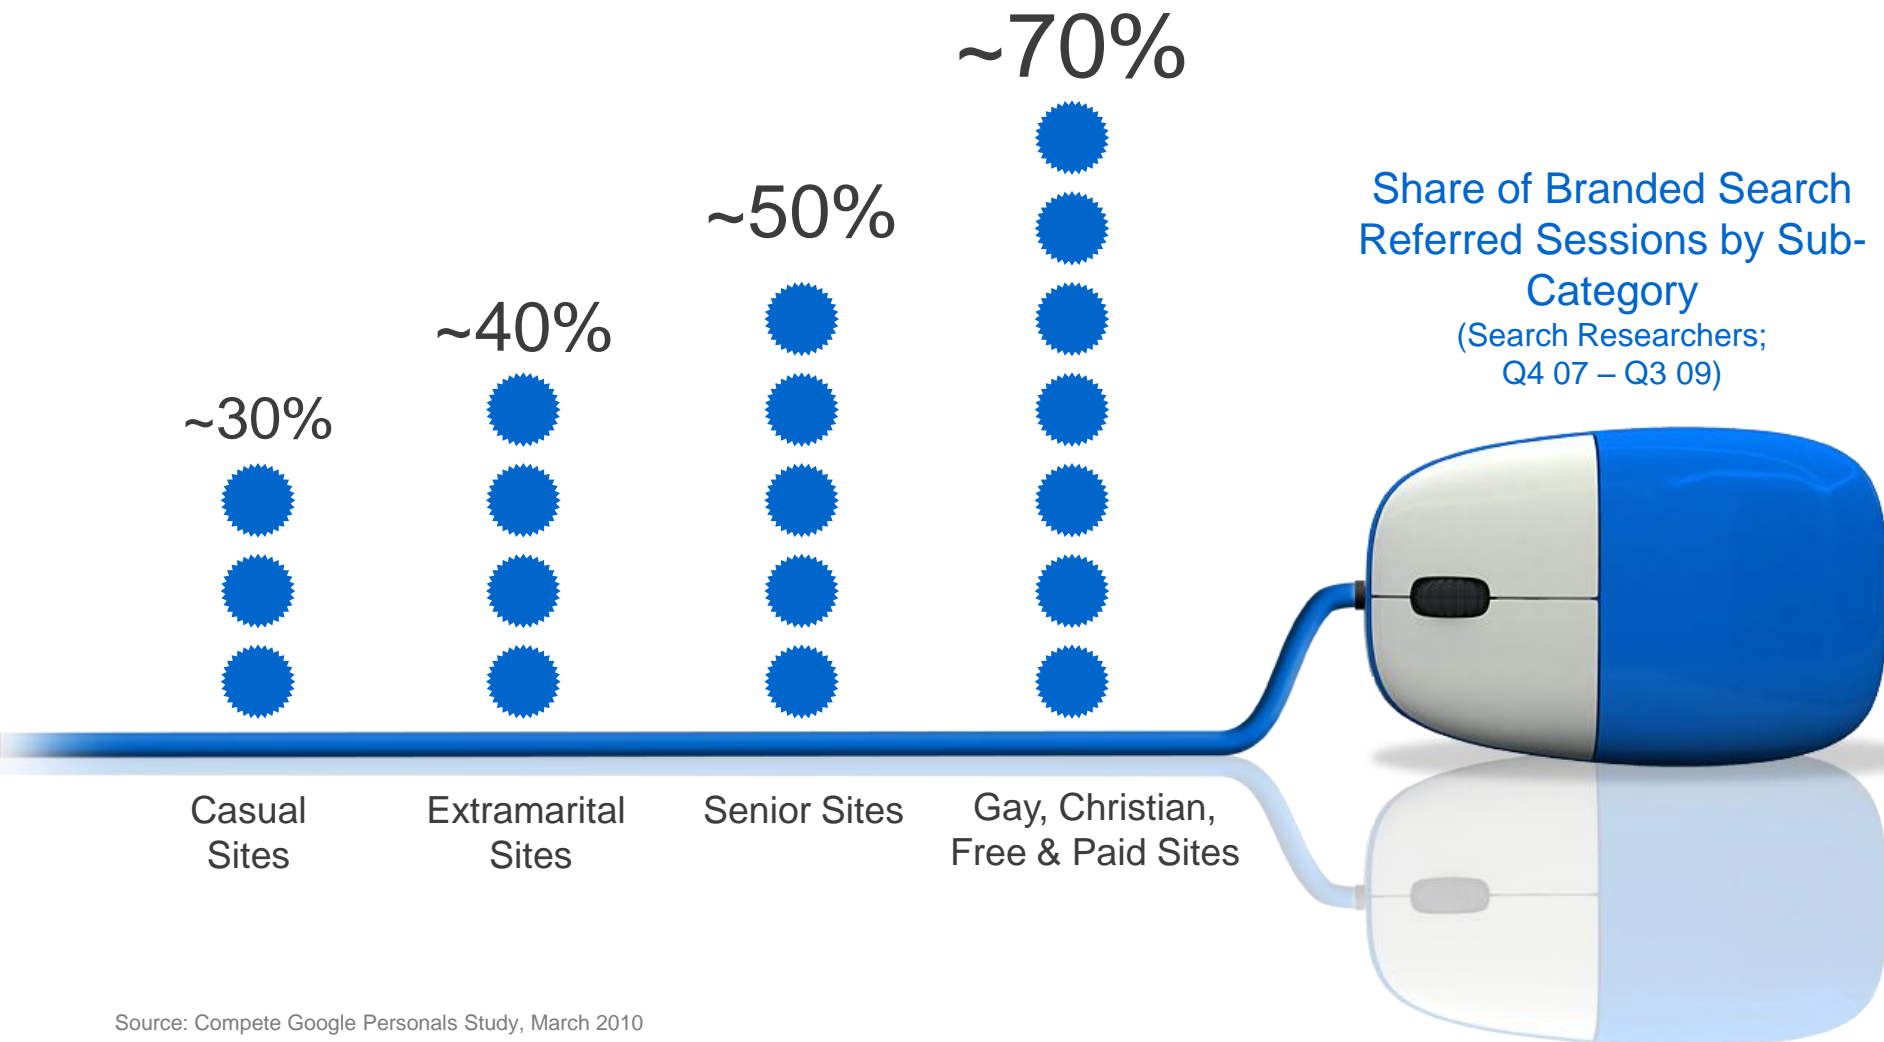 ~70%
~50%
~40%
~30%
Share of Branded Search
Referred Sessions by Sub-
Category
(Search Researchers;
Q4 07 – Q3 09)
Casual
Sites
Extramarital
Sites
Senior Sites
Gay, Christian,
Free & Paid Sites
Source: Compete Google Personals Study, March 2010